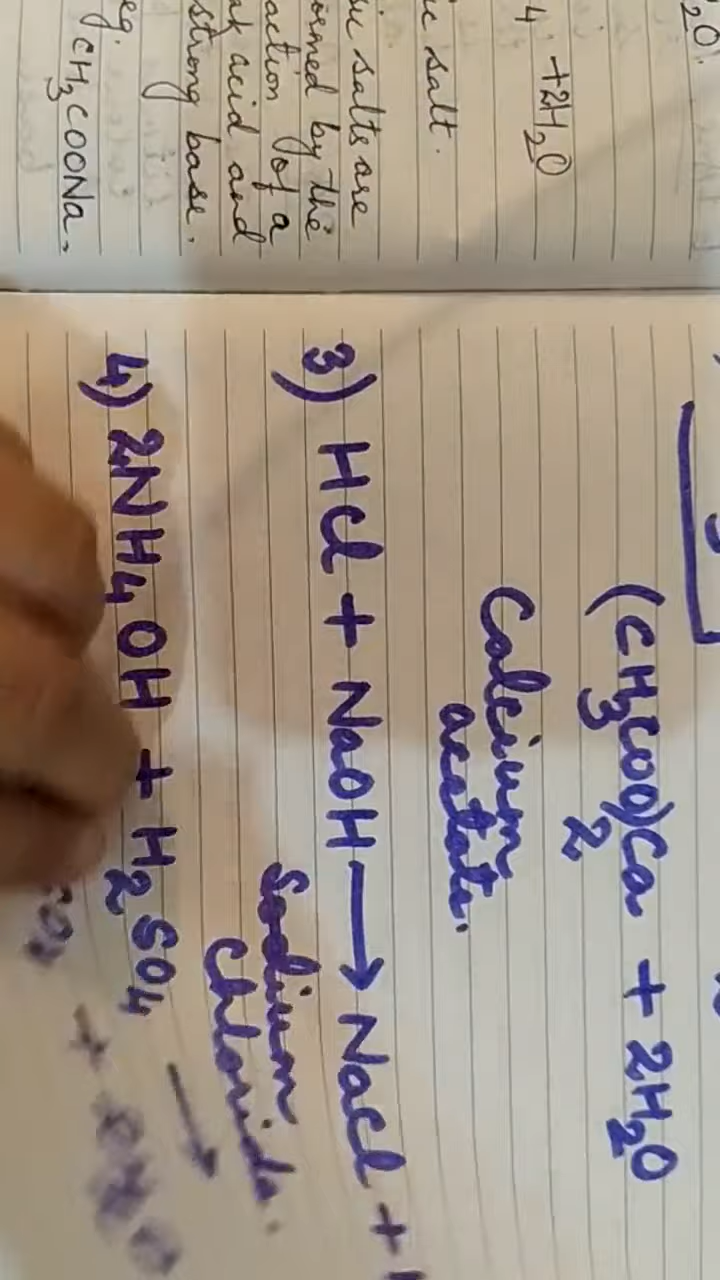 2O.
4 +2H2O
ic salt.
ic salts are
ormed by the
action of a
ak acid and
strong base.
eg.
CH3COONa,
(CH3COO)2Ca + 2H2O
Calcium
acetate.
3) HCl + NaOH → NaCl +
Sodium
Chloride.
4) 2NH4OH + H2SO4 →